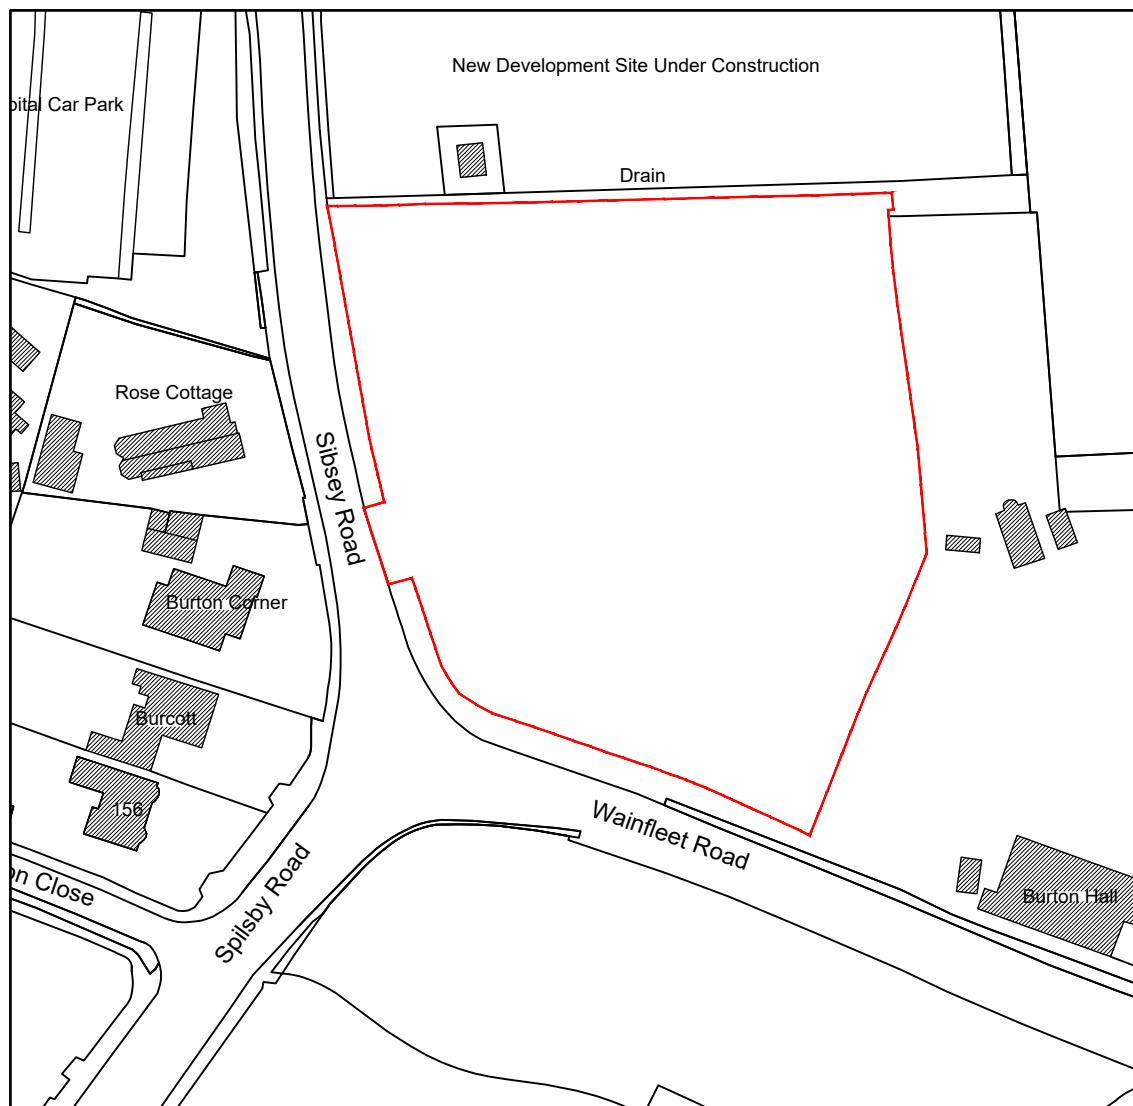 New Development Site Under Construction
pital Car Park
Drain
Rose Cottage
Sibsey Road
Burton Corner
Burcott
156
Wainfleet Road
on Close
Spilsby Road
Burton Hall